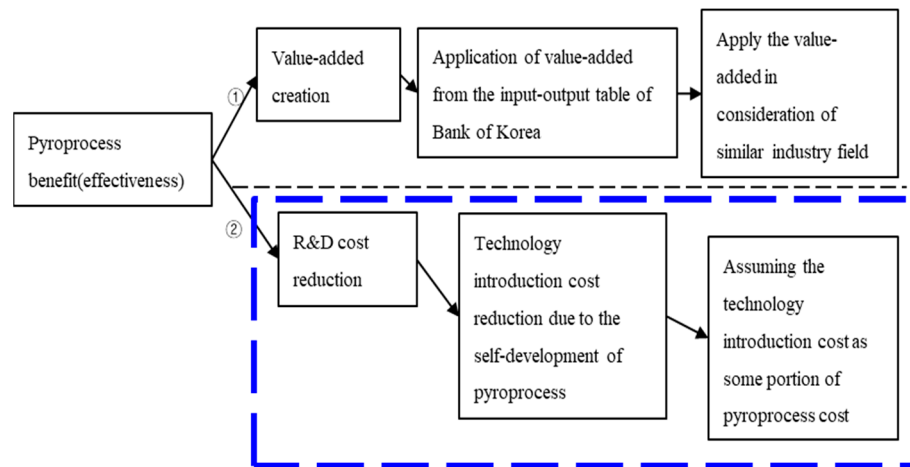 Pyroprocess
benefit(effectiveness)
①
Value-added
creation
Application of value-added
from the input-output table of
Bank of Korea
Apply the value-
added in
consideration of
similar industry field
②
R&D cost
reduction
Technology
introduction cost
reduction due to the
self-development of
pyroprocess
Assuming the
technology
introduction cost as
some portion of
pyroprocess cost